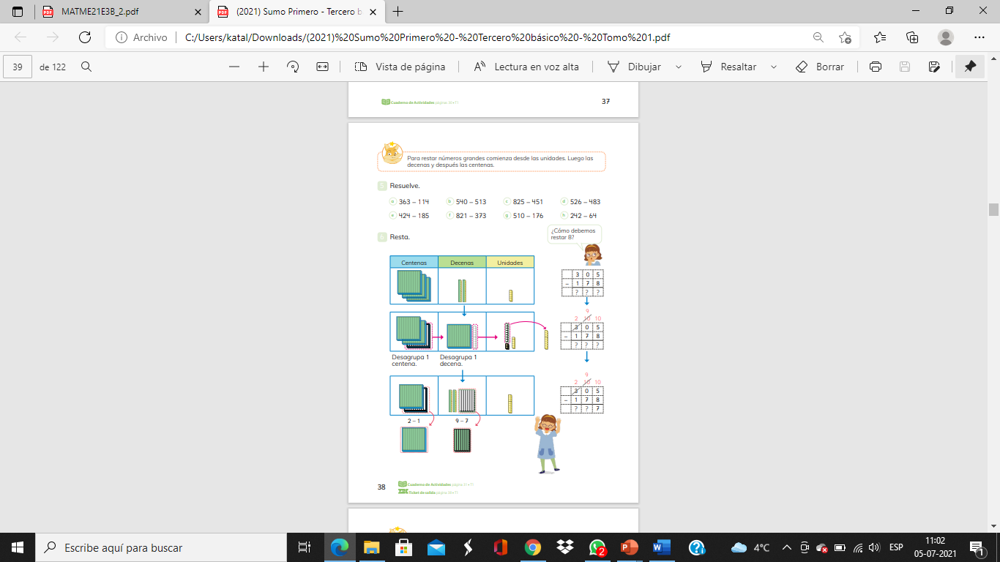 MATME21E3B_2.pdf
(2021) Sumo Primero - Tercero b
Archivo
C:/Users/katal/Downloads/(2021)%20Sumo%20Primero%20-%20Tercero%20básico%20-%20Tomo%201.pdf
39 de 122
Vista de página
Lectura en voz alta
Dibujar
Resaltar
Borrar
Cuaderno de Actividades
37
Para restar números grandes comienza desde las unidades. Luego las
decenas y después las centenas.
5 Resuelve.
a 363 – 114 b 540 – 513 c 825 – 451 d 526 – 483
e 424 – 185 f 821 – 373 g 510 – 176 h 242 – 64
6 Resta.
¿Cómo debemos
restar 8?
Centenas Decenas Unidades
3 0 5
– 1 7 8
? ? ?
9
2 10 10
3 0 5
– 1 7 8
? ? ?
Desagrupa 1
centena.
Desagrupa 1
decena.
9
2 10 10
3 0 5
– 1 7 8
? ? 7
2 – 1
9 – 7
38
Cuaderno de Actividades
Ticket de salida
Escribe aquí para buscar
2
4°C
ESP
11:02
05-07-2021
1